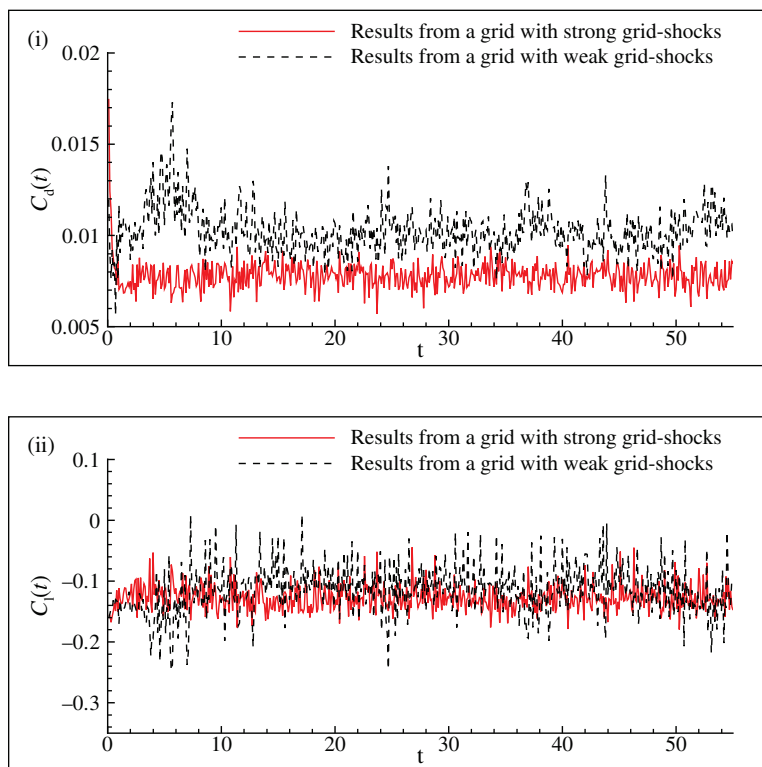 (i)
Results from a grid with strong grid-shocks
Results from a grid with weak grid-shocks
0.02
0.015
0.01
0.005
C_d(t)
0 10 20 30 40 50
t
(ii)
Results from a grid with strong grid-shocks
Results from a grid with weak grid-shocks
0.1
0
−0.1
−0.2
−0.3
C_l(t)
0 10 20 30 40 50
t